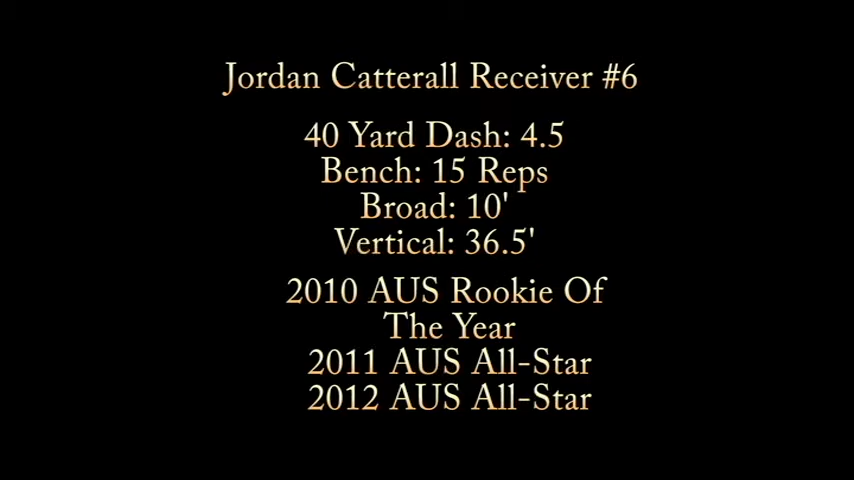 Jordan Catterall Receiver #6
40 Yard Dash: 4.5
Bench: 15 Reps
Broad: 10'
Vertical: 36.5'
2010 AUS Rookie Of
The Year
2011 AUS All-Star
2012 AUS All-Star